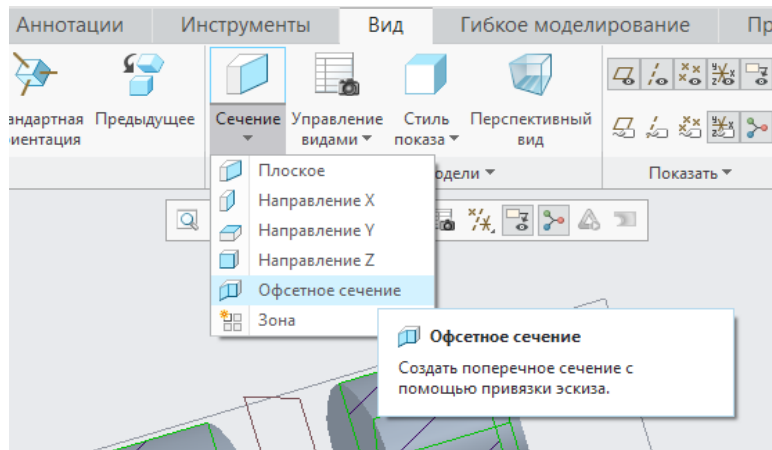 Аннотации Инструменты Вид Гибкое моделирование Пр
андартная Предыдущее Сечение Управление Стиль Перспективный
иентация видами показа вид
одели Показать
Плоское
Направление X
Направление Y
Направление Z
Офсетное сечение
Зона
Офсетное сечение
Создать поперечное сечение с
помощью привязки эскиза.